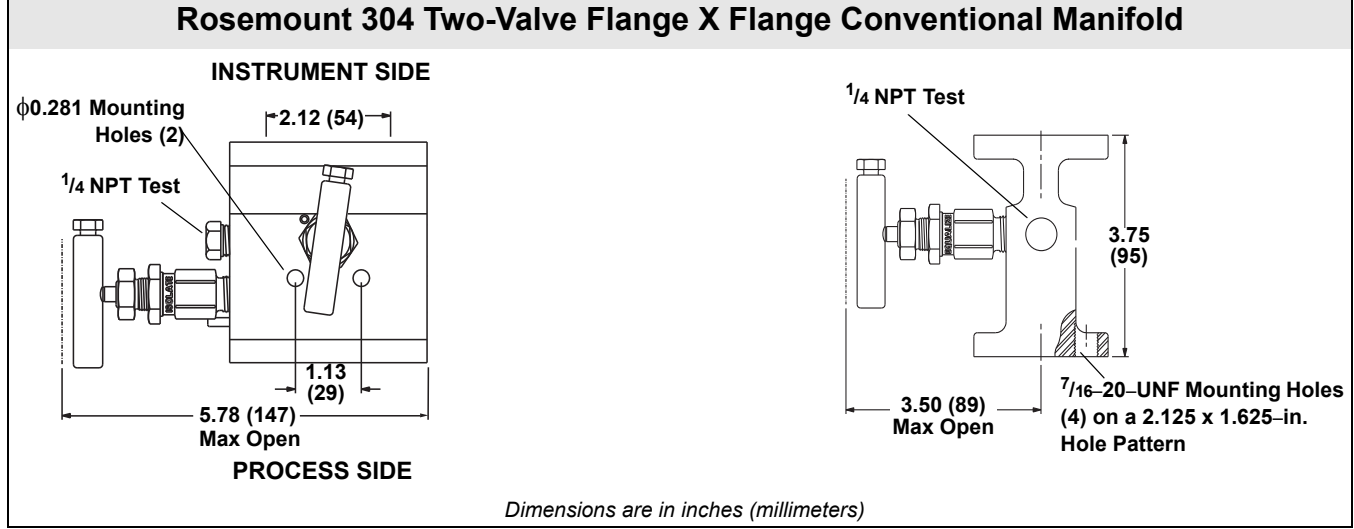 Rosemount 304 Two-Valve Flange X Flange Conventional Manifold
INSTRUMENT SIDE
ϕ0.281 Mounting
Holes (2)
2.12 (54)
1/4 NPT Test
ISOLATE
1.13
(29)
5.78 (147)
Max Open
PROCESS SIDE
1/4 NPT Test
EQUALIZE
3.75
(95)
3.50 (89)
Max Open
7/16–20–UNF Mounting Holes
(4) on a 2.125 x 1.625–in.
Hole Pattern
Dimensions are in inches (millimeters)